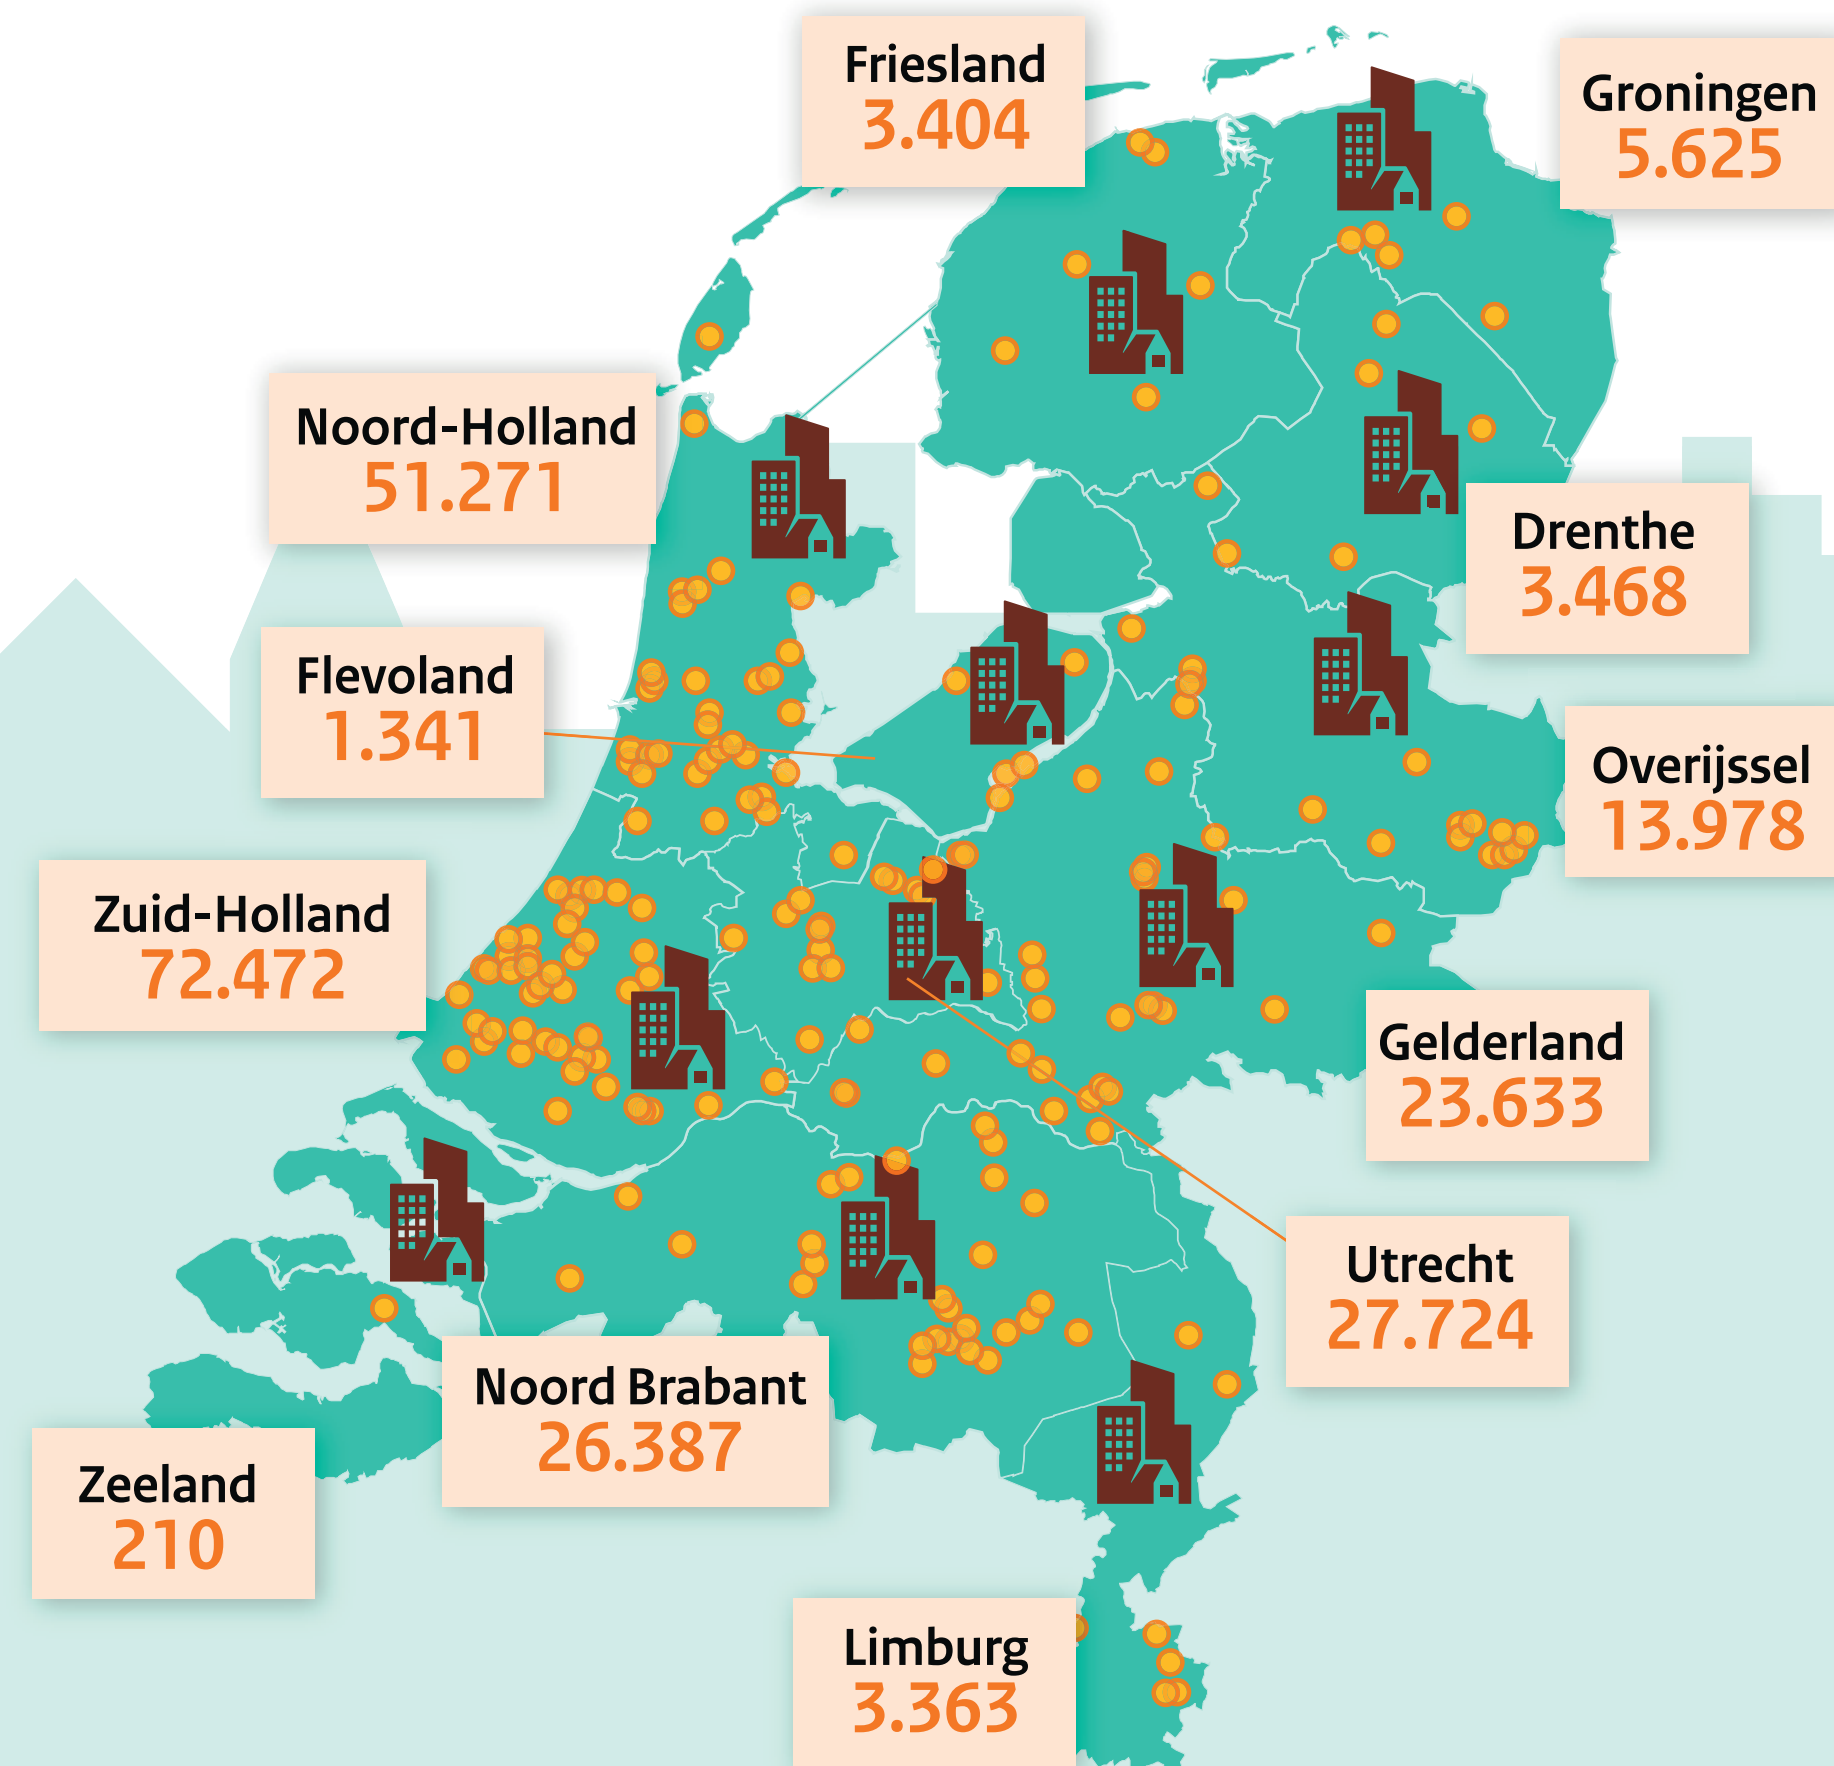 Friesland
3.404
Groningen
5.625
Noord-Holland
51.271
Drenthe
3.468
Flevoland
1.341
Overijssel
13.978
Zuid-Holland
72.472
Gelderland
23.633
Utrecht
27.724
Noord Brabant
26.387
Zeeland
210
Limburg
3.363